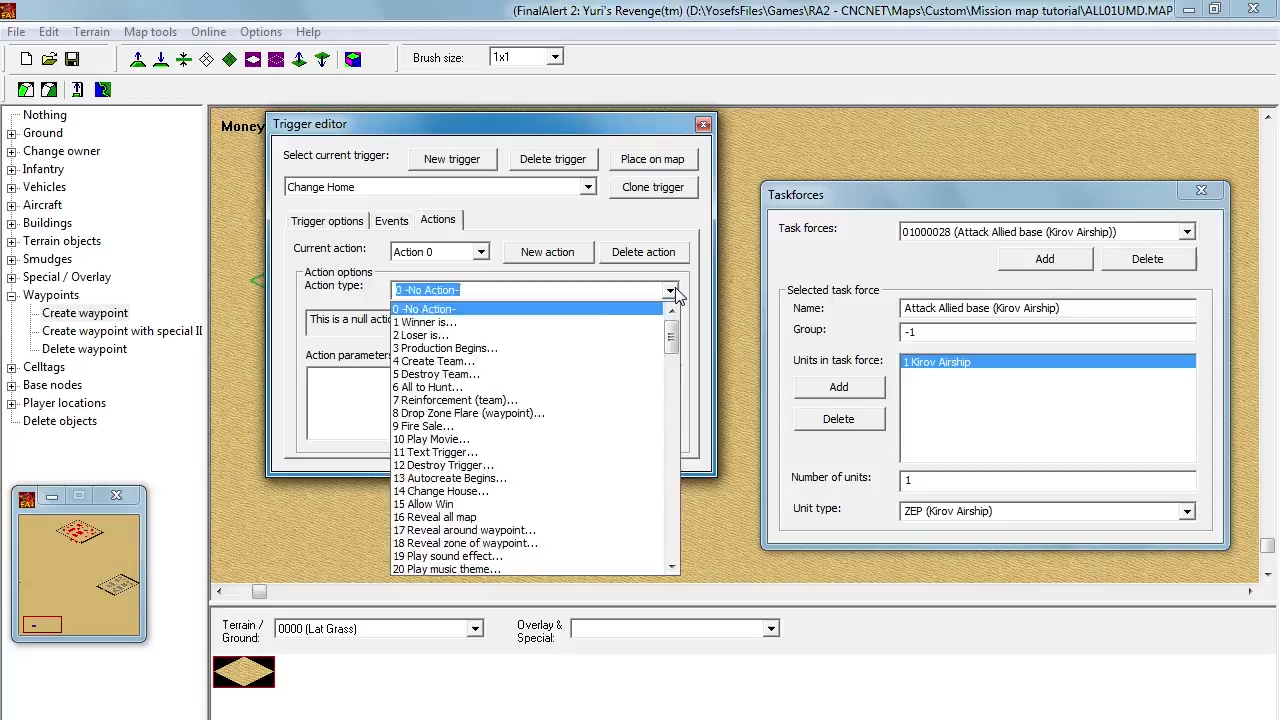 (FinalAlert 2: Yuri's Revenge(tm) (D:\YosefsFiles\Games\RA2 - CNCNET\Maps\Custom\Mission map tutorial\ALL01UMD.MAP
File Edit Terrain Map tools Online Options Help
Brush size: 1x1
Nothing
Ground
Change owner
Infantry
Vehicles
Aircraft
Buildings
Terrain objects
Smudges
Special / Overlay
Waypoints
Create waypoint
Create waypoint with special II
Delete waypoint
Celltags
Base nodes
Player locations
Delete objects
Money
Trigger editor
Select current trigger: New trigger Delete trigger Place on map
Change Home Clone trigger
Trigger options Events Actions
Current action: Action 0 New action Delete action
Action options
Action type: 0 -No Action-
This is a null actio
Action parameters
0 -No Action-
1 Winner is...
2 Loser is...
3 Production Begins...
4 Create Team...
5 Destroy Team...
6 All to Hunt...
7 Reinforcement (team)...
8 Drop Zone Flare (waypoint)...
9 Fire Sale...
10 Play Movie...
11 Text Trigger...
12 Destroy Trigger...
13 Autocreate Begins...
14 Change House...
15 Allow Win
16 Reveal all map
17 Reveal around waypoint...
18 Reveal zone of waypoint...
19 Play sound effect...
20 Play music theme...
Taskforces
Task forces: 01000028 (Attack Allied base (Kirov Airship))
Add Delete
Selected task force
Name: Attack Allied base (Kirov Airship)
Group: -1
Units in task force: 1 Kirov Airship
Add
Delete
Number of units: 1
Unit type: ZEP (Kirov Airship)
Terrain / Ground: 0000 (Lat Grass) Overlay & Special: